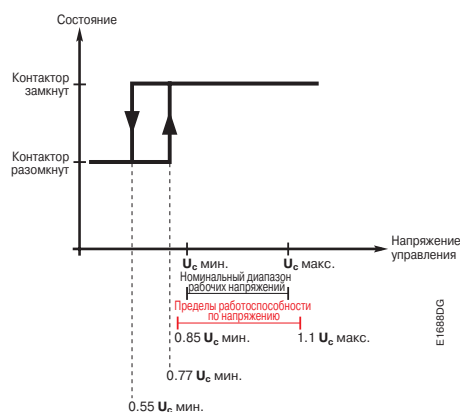 Состояние
Контактор
замкнут
Контактор
разомкнут
Напряжение
управления
Uc мин.
Uc макс.
Номинальный диапазон
рабочих напряжений
Пределы работоспособности
по напряжению
0.85 Uc мин.
1.1 Uc макс.
0.77 Uc мин.
0.55 Uc мин.
E1688DG